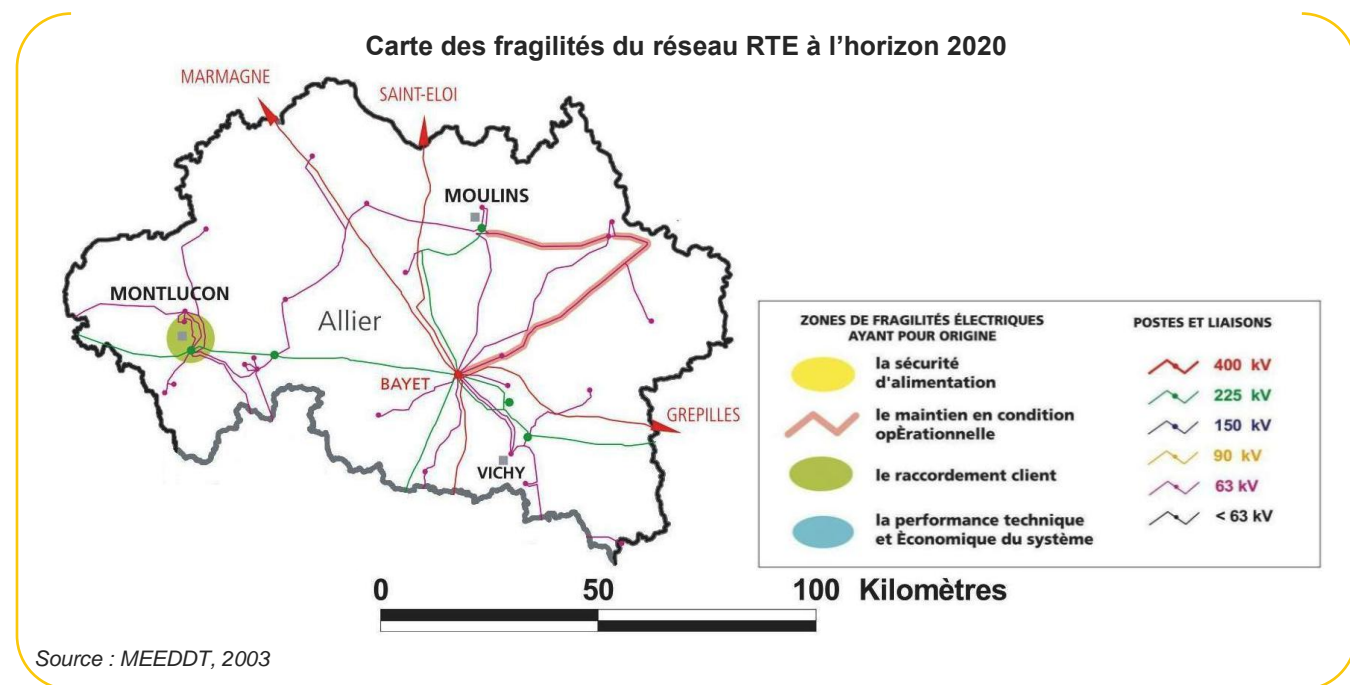 Carte des fragilités du réseau RTE à l’horizon 2020
MARMAGNE
SAINT-ELOI
MOULINS
MONTLUCON
Allier
BAYET
GREPILLES
VICHY
ZONES DE FRAGILITÉS ÉLECTRIQUES
AYANT POUR ORIGINE
la sécurité
d'alimentation
le maintien en condition
opÈrationnelle
le raccordement client
la performance technique
et Èconomique du système
POSTES ET LIAISONS
400 kV
225 kV
150 kV
90 kV
63 kV
< 63 kV
0 50 100 Kilomètres
Source : MEEDDT, 2003